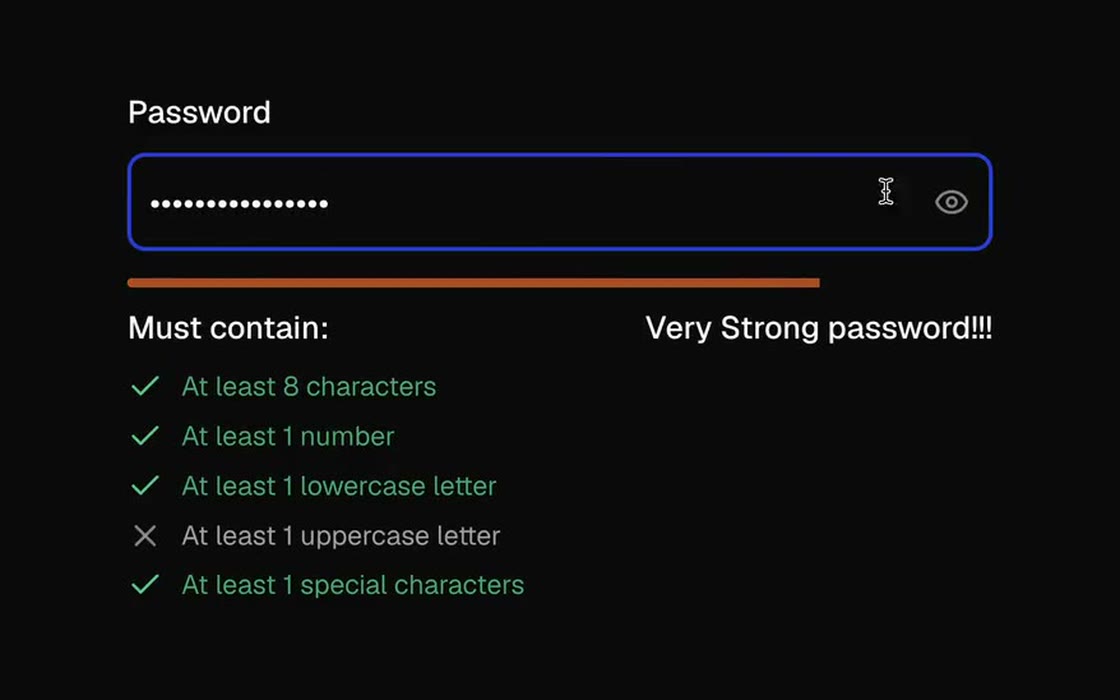 Password
••••••••••••••••
Must contain:
Very Strong password!!!
At least 8 characters
At least 1 number
At least 1 lowercase letter
At least 1 uppercase letter
At least 1 special characters